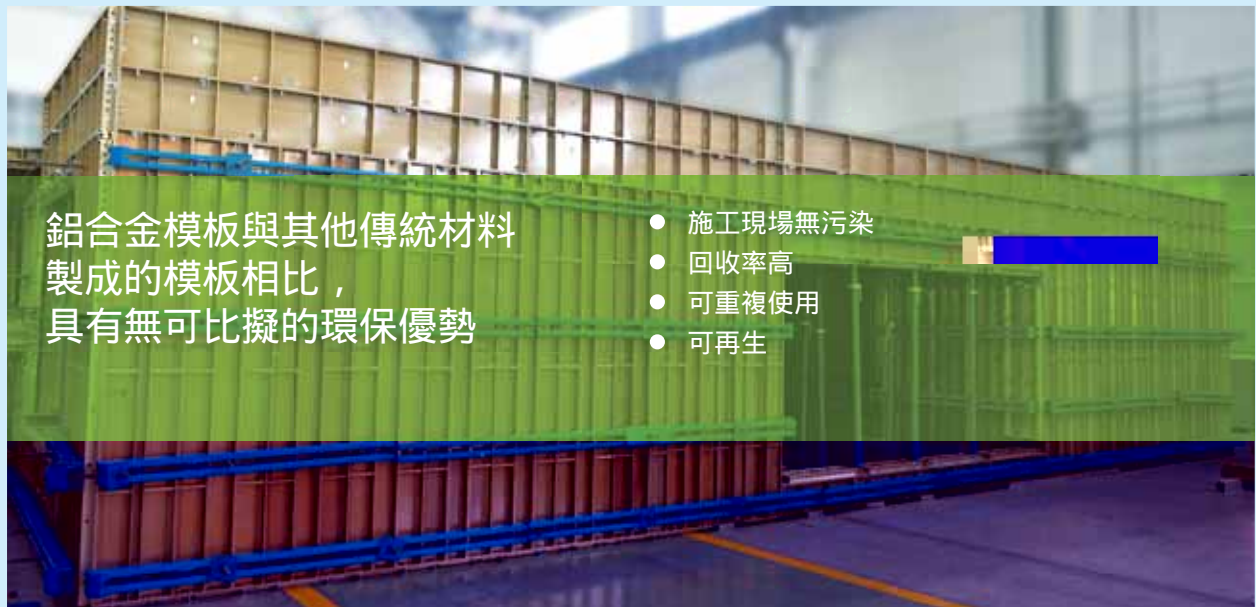 鋁合金模板與其他傳統材料
製成的模板相比，
具有無可比擬的環保優勢
● 施工現場無污染
● 回收率高
● 可重複使用
● 可再生